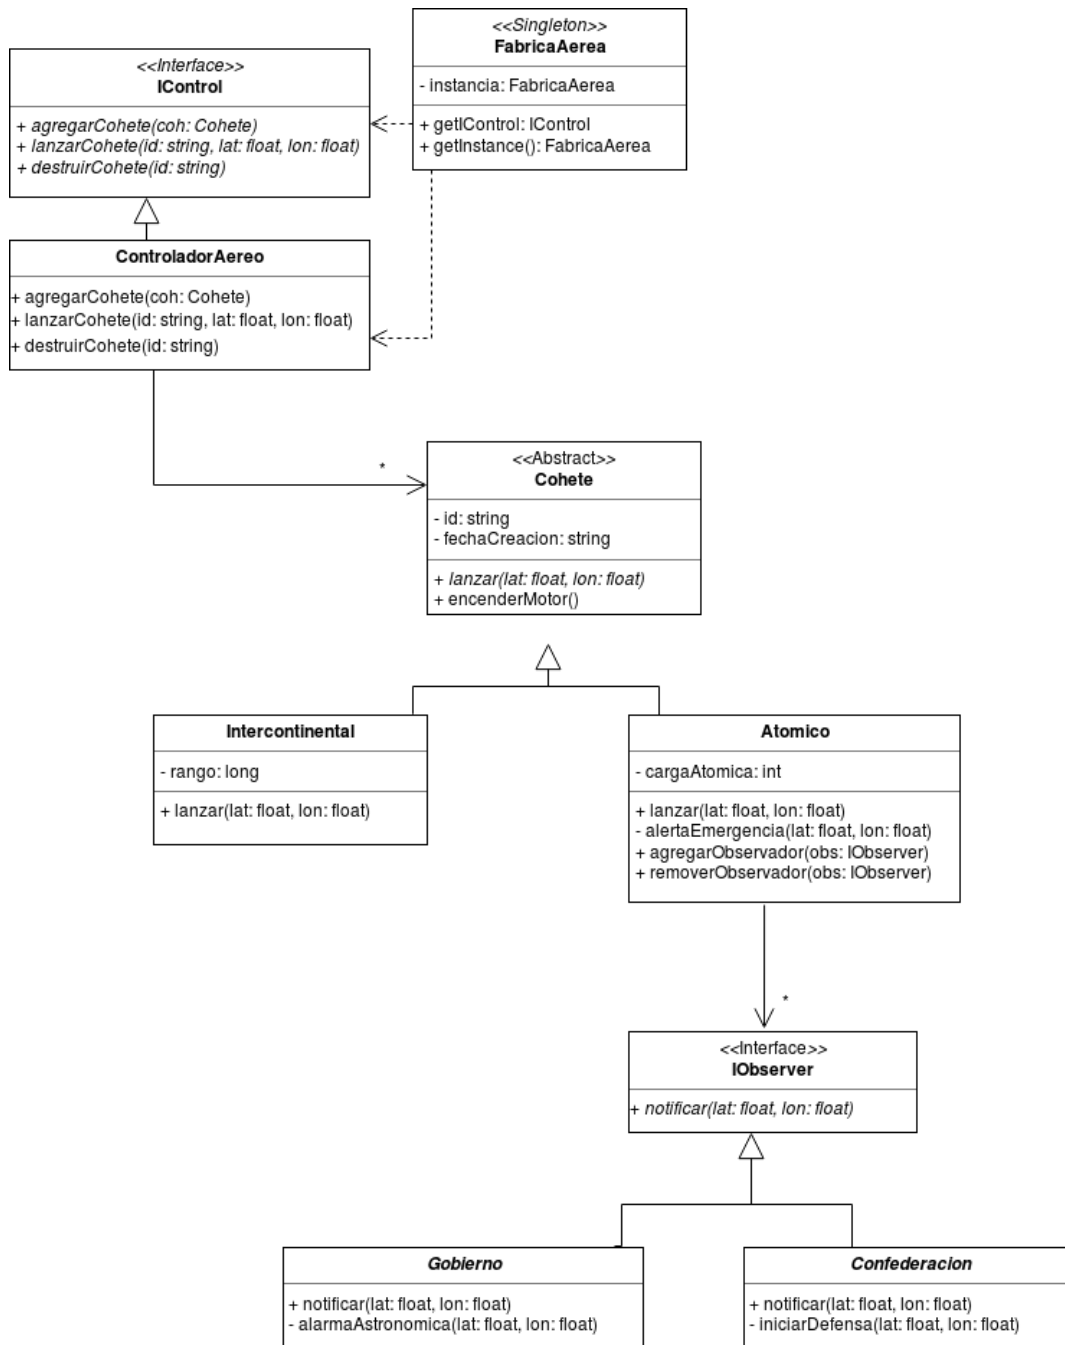 <<Singleton>>
FabricaAerea
- instancia: FabricaAerea
+ getIControl: IControl
+ getInstance(): FabricaAerea
<<Interface>>
IControl
+ agregarCohete(coh: Cohete)
+ lanzarCohete(id: string, lat: float, lon: float)
+ destruirCohete(id: string)
ControladorAereo
+ agregarCohete(coh: Cohete)
+ lanzarCohete(id: string, lat: float, lon: float)
+ destruirCohete(id: string)
*
<<Abstract>>
Cohete
- id: string
- fechaCreacion: string
+ lanzar(lat: float, lon: float)
+ encenderMotor()
Intercontinental
- rango: long
+ lanzar(lat: float, lon: float)
Atomico
- cargaAtomica: int
+ lanzar(lat: float, lon: float)
- alertaEmergencia(lat: float, lon: float)
+ agregarObservador(obs: IObserver)
+ removerObservador(obs: IObserver)
*
<<Interface>>
IObserver
+ notificar(lat: float, lon: float)
Gobierno
+ notificar(lat: float, lon: float)
- alarmaAstronomica(lat: float, lon: float)
Confederacion
+ notificar(lat: float, lon: float)
- iniciarDefensa(lat: float, lon: float)